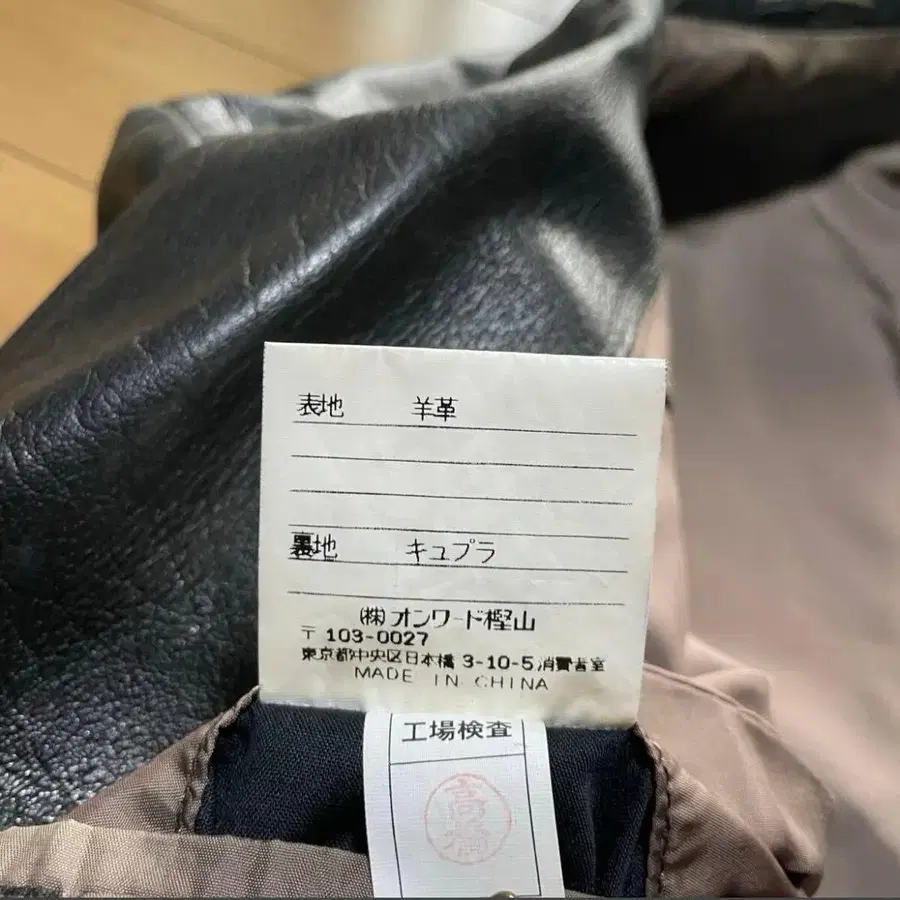 表地 羊革
裏地 キュプラ
(株)オンワード樫山
〒 103-0027
東京都中央区日本橋 3-10-5 消費者室
MADE IN CHINA
工場検査
高橋